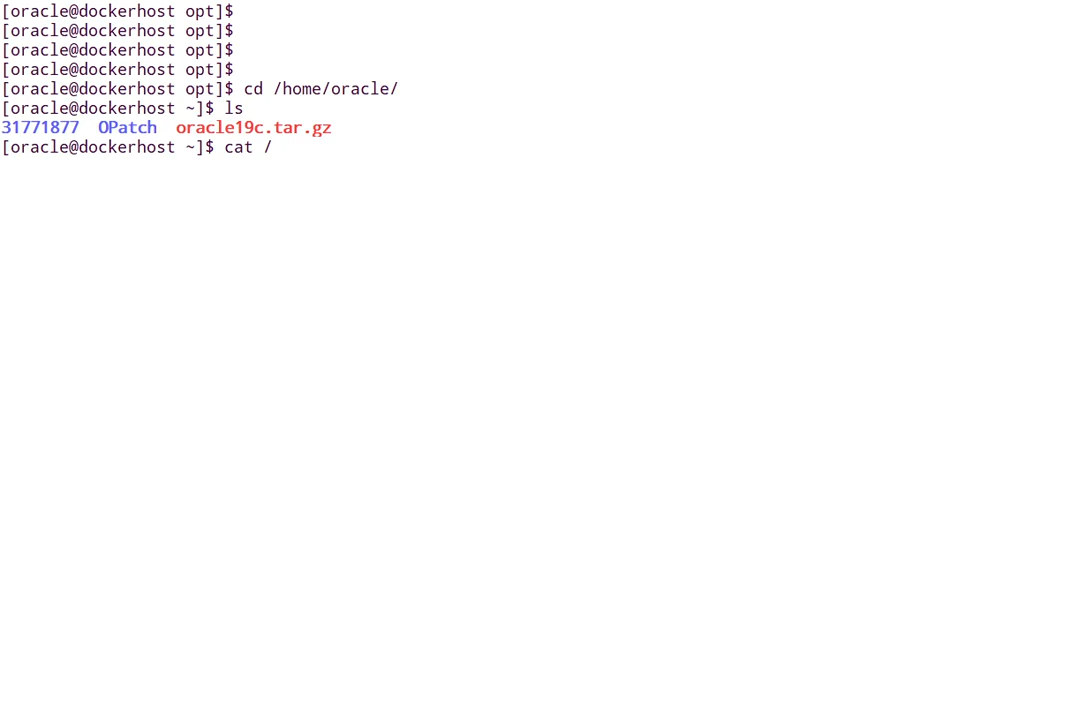 [oracle@dockerhost opt]$
[oracle@dockerhost opt]$
[oracle@dockerhost opt]$
[oracle@dockerhost opt]$
[oracle@dockerhost opt]$ cd /home/oracle/
[oracle@dockerhost ~]$ ls
31771877  OPatch  oracle19c.tar.gz
[oracle@dockerhost ~]$ cat /